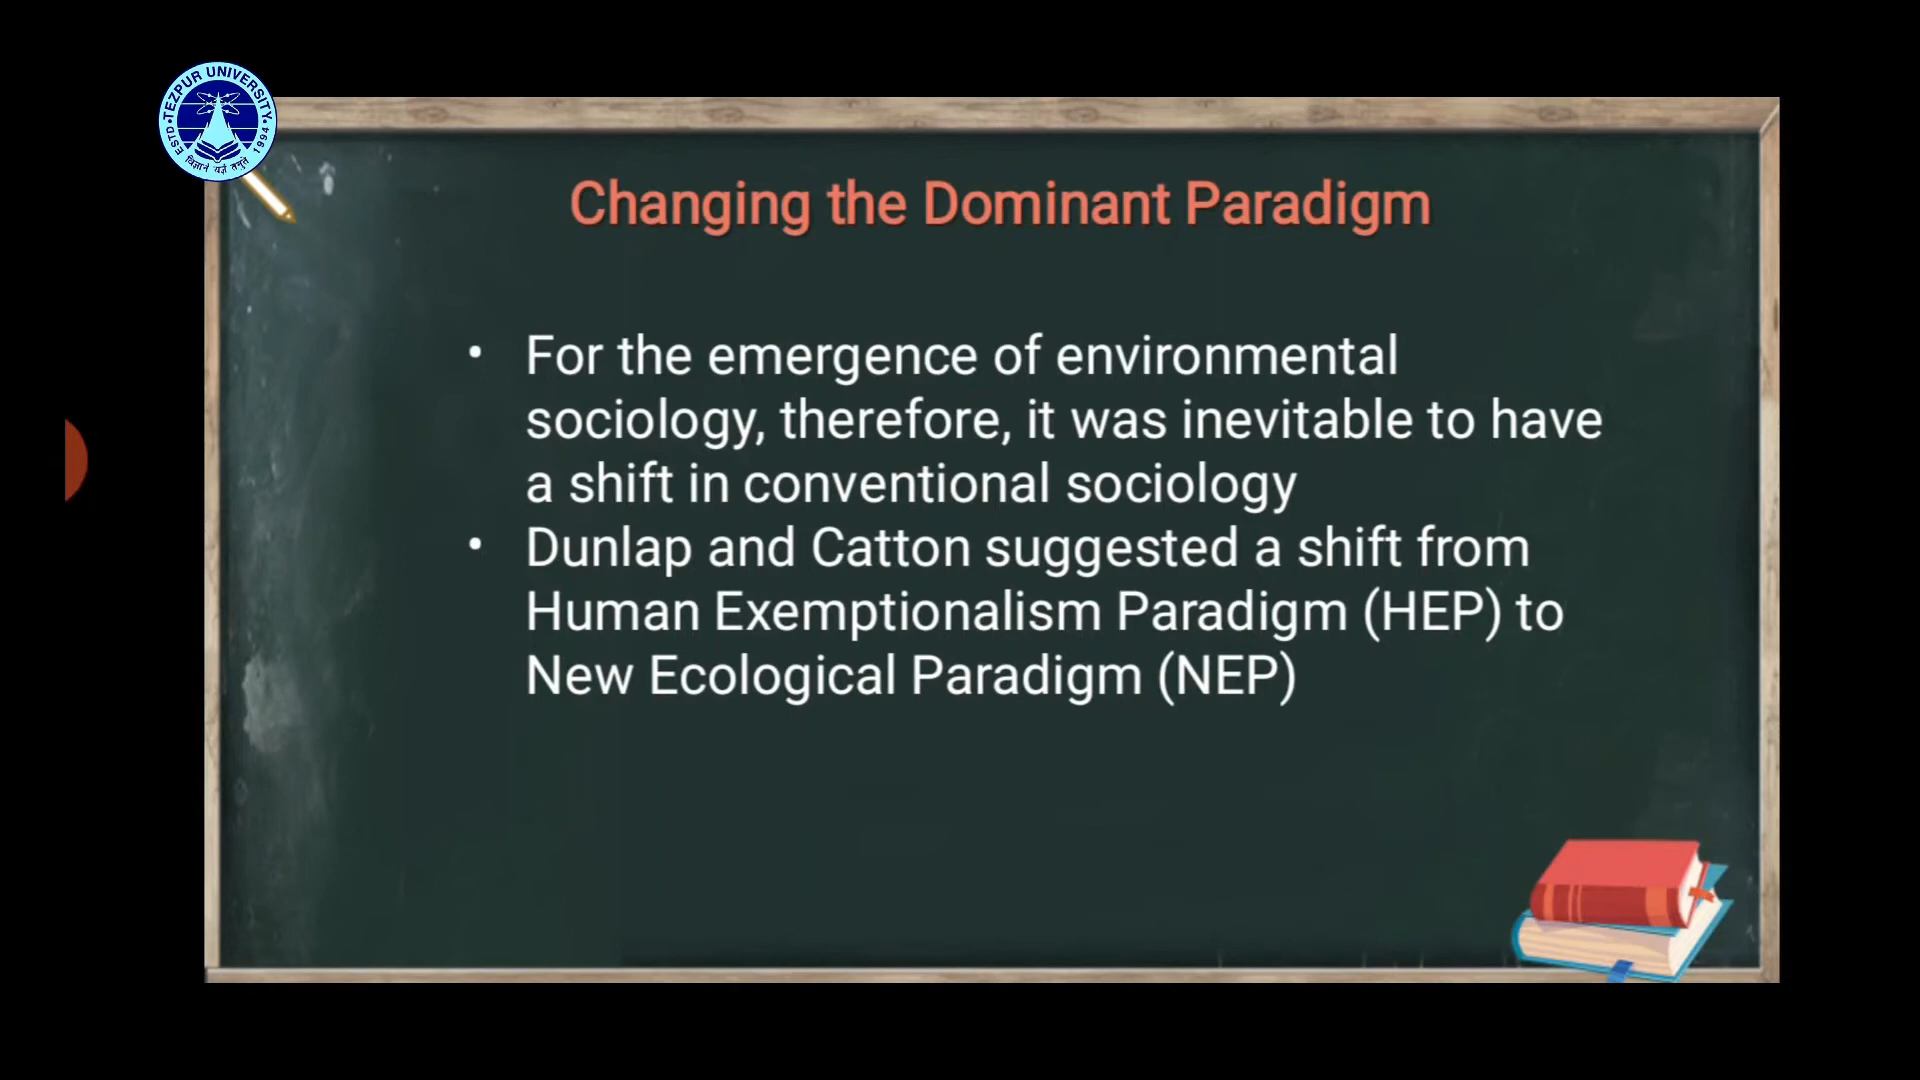 TEZPUR UNIVERSITY
ESTD. 1994
विज्ञानं यज्ञं तनुते
Changing the Dominant Paradigm
• For the emergence of environmental
sociology, therefore, it was inevitable to have
a shift in conventional sociology
• Dunlap and Catton suggested a shift from
Human Exemptionalism Paradigm (HEP) to
New Ecological Paradigm (NEP)